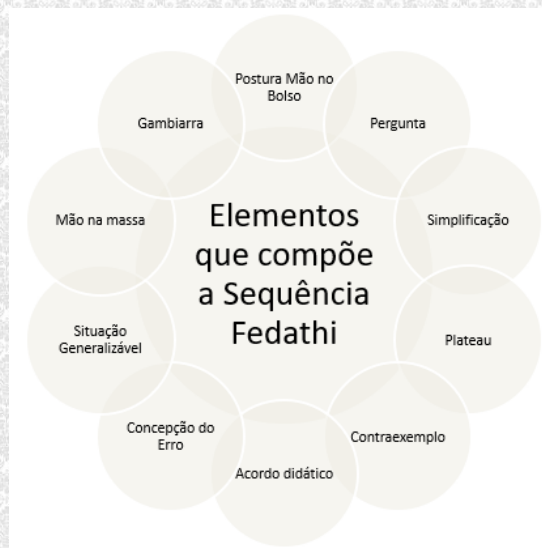 Elementos
que compõe
a Sequência
Fedathi
Postura Mão no
Bolso
Pergunta
Simplificação
Plateau
Contraexemplo
Acordo didático
Concepção do
Erro
Situação
Generalizável
Mão na massa
Gambiarra